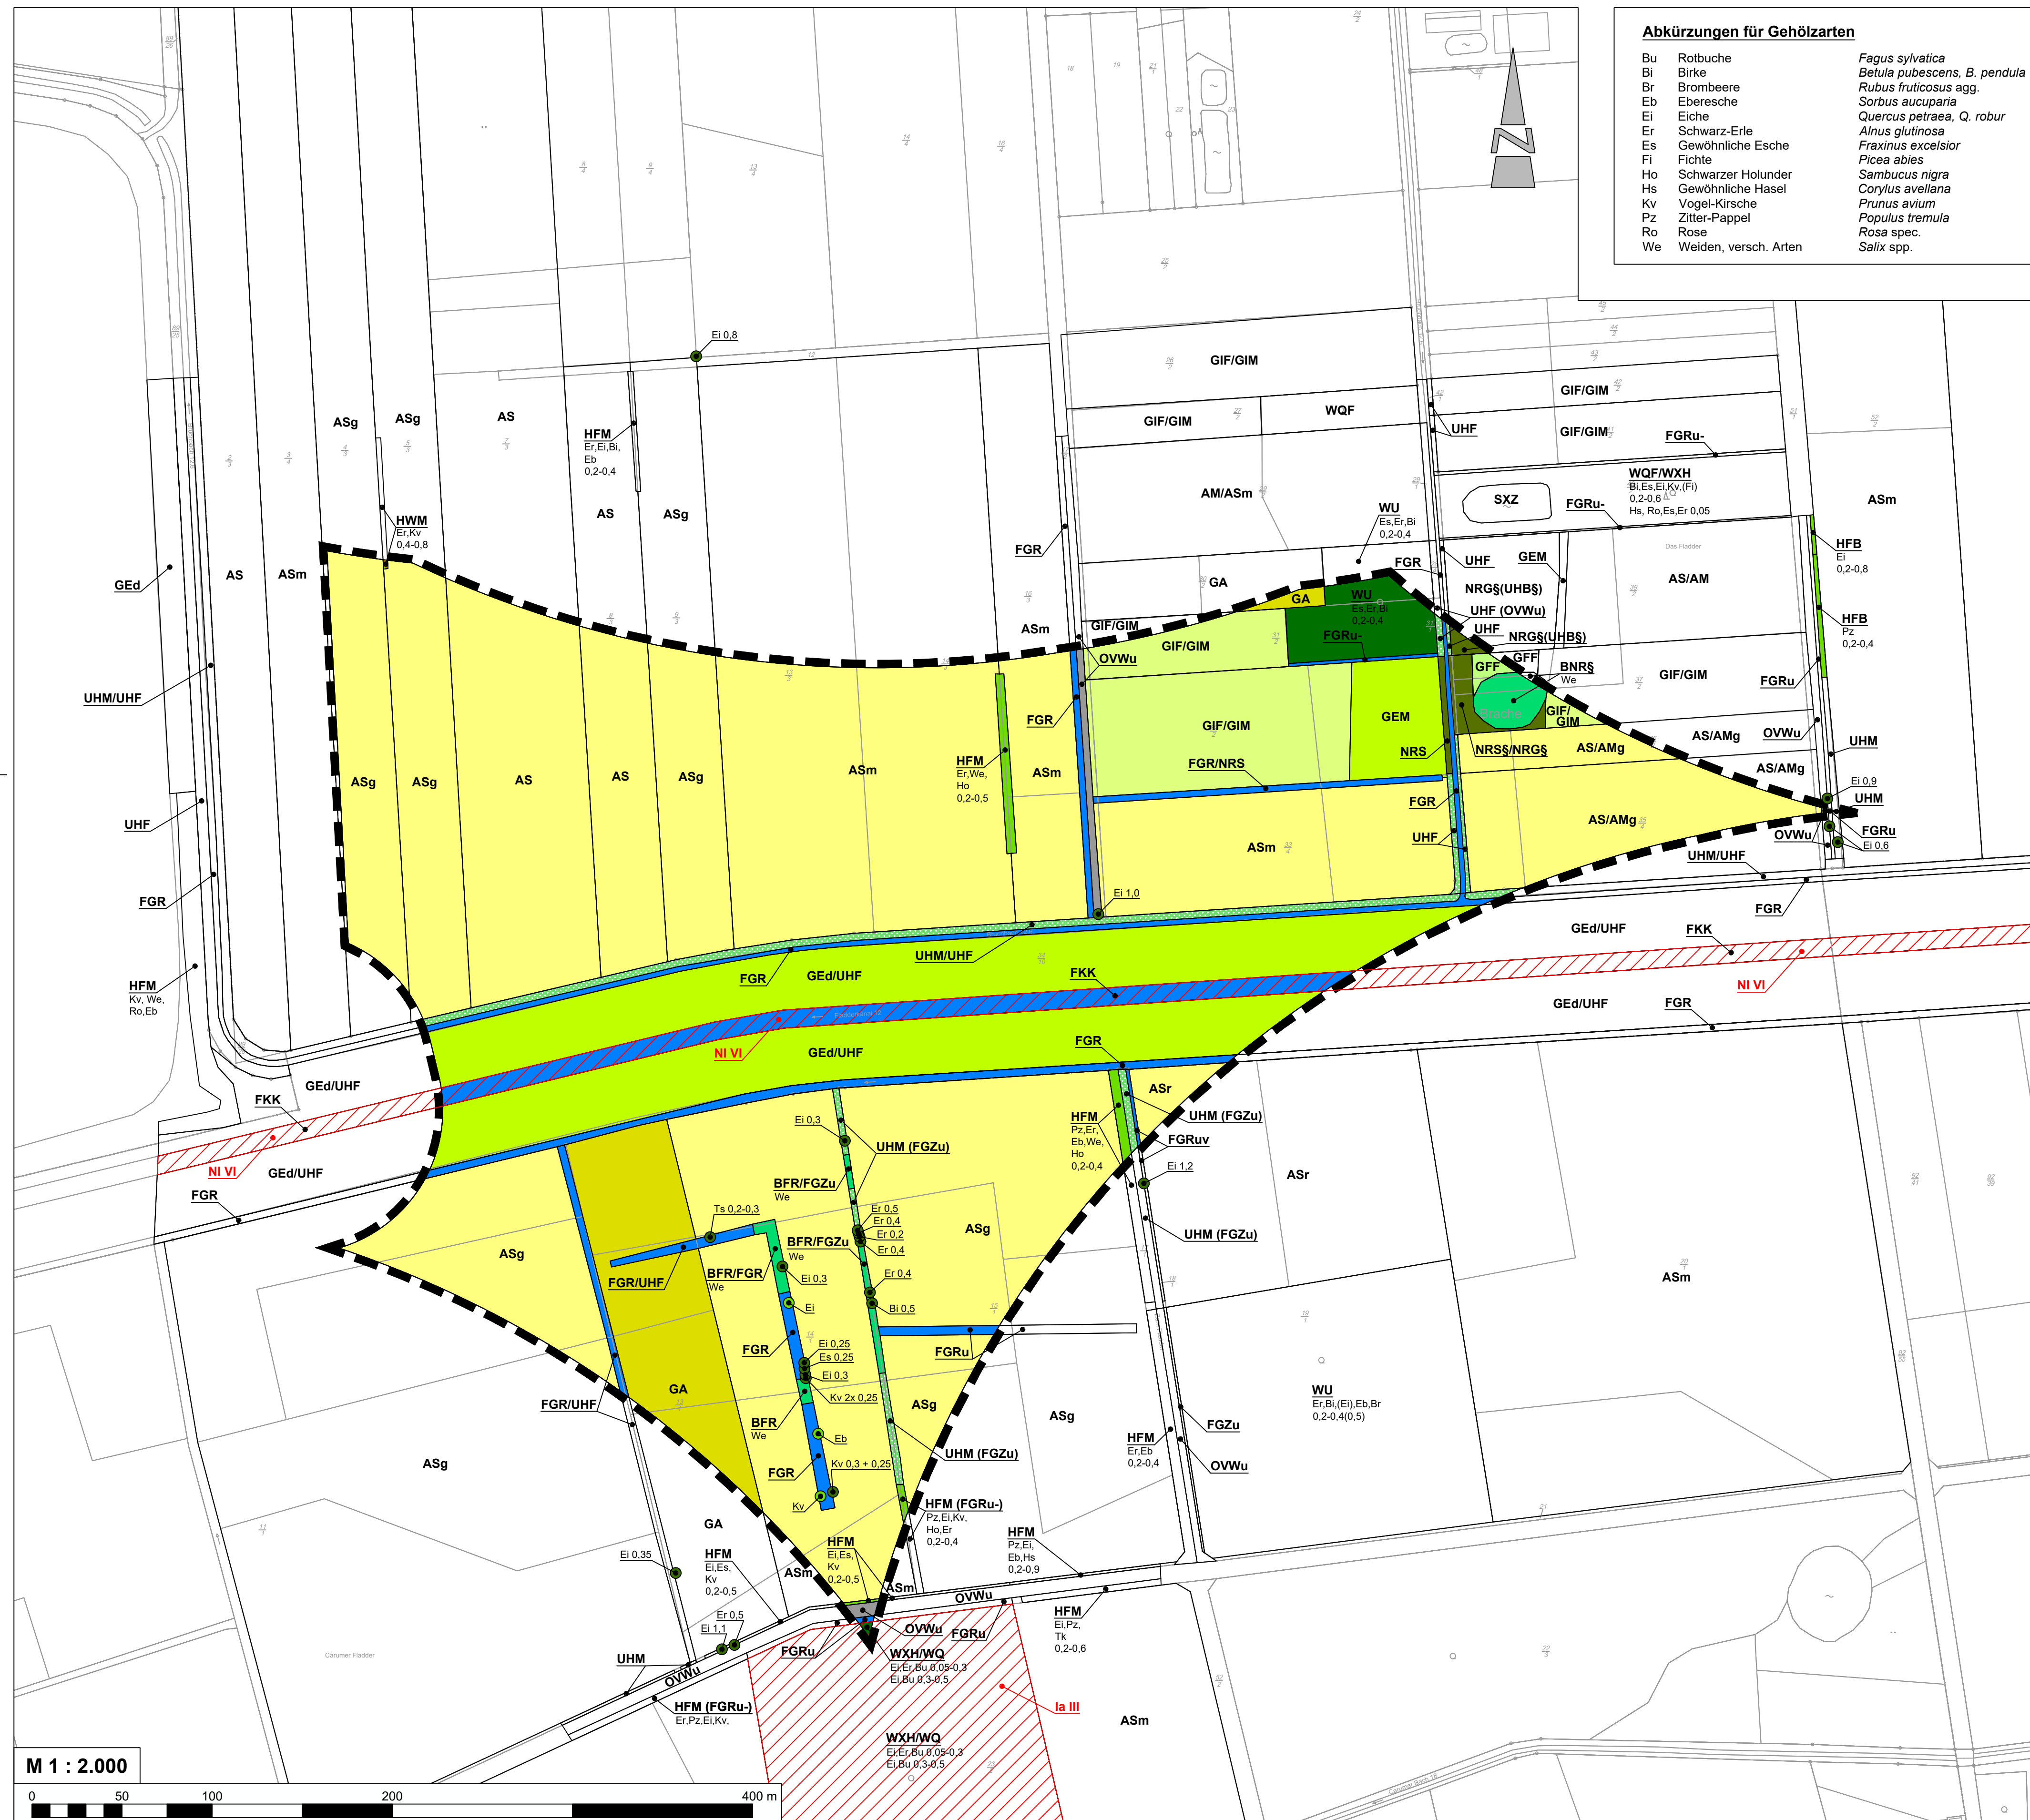 Abkürzungen für Gehölzarten
Bu Rotbuche Fagus sylvatica
Bi Birke Betula pubescens, B. pendula
Br Brombeere Rubus fruticosus agg.
Eb Eberesche Sorbus aucuparia
Ei Eiche Quercus petraea, Q. robur
Er Schwarz-Erle Alnus glutinosa
Es Gewöhnliche Esche Fraxinus excelsior
Fi Fichte Picea abies
Ho Schwarzer Holunder Sambucus nigra
Hs Gewöhnliche Hasel Corylus avellana
Kv Vogel-Kirsche Prunus avium
Pz Zitter-Pappel Populus tremula
Ro Rose Rosa spec.
We Weiden, versch. Arten Salix spp.
Ei 0,8
GIF/GIM
GIF/GIM
WQF
GIF/GIM
UHF
GIF/GIM
FGRu-
ASg
ASg
AS
HFM
Er,Ei,Bi,
Eb
0,2-0,4
AS
ASg
AM/ASm
WQF/WXH
Bi,Es,Ei,Kv,(Fi)
0,2-0,6
Hs, Ro,Es,Er 0,05
SXZ
FGRu-
ASm
HWM
Er,Kv
0,4-0,8
WU
Es,Er,Bi
0,2-0,4
FGR
FGR
UHF
GEM
Das Fladder
HFB
Ei
0,2-0,8
GEd
AS
ASm
GA
NRG§(UHB§)
AS/AM
GA
WU
Es,Er,Bi
0,2-0,4
UHF (OVWu)
HFB
Pz
0,2-0,4
ASm
GIF/GIM
UHF
NRG§(UHB§)
FGRu-
GIF/GIM
OVWu
GFF
GFF
BNR§
We
GIF/GIM
FGRu
UHM/UHF
FGR
GIF/GIM
GEM
Brache
GIF/
GIM
AS/AMg
OVWu
UHM
NRS
NRS§/NRG§
AS/AMg
HFM
Er,We,
Ho
0,2-0,5
ASm
FGR/NRS
AS/AMg
Ei 0,9
UHM
ASg
ASg
AS
AS
ASg
ASm
FGR
UHF
AS/AMg
OVWu
FGRu
Ei 0,6
UHF
ASm
UHM/UHF
FGR
Ei 1,0
FGR
HFM
Kv, We,
Ro,Eb
FGR
GEd/UHF
UHM/UHF
FKK
GEd/UHF
FKK
NI VI
Fladderkanal 12
NI VI
GEd/UHF
GEd/UHF
FGR
GEd/UHF
FKK
NI VI
GEd/UHF
FGR
FGR
ASr
Ei 0,3
UHM (FGZu)
HFM
Pz,Er,
Eb,We,
Ho
0,2-0,4
UHM (FGZu)
FGRuv
Ei 1,2
ASr
BFR/FGZu
We
Ts 0,2-0,3
Er 0,5
Er 0,4
Er 0,2
Er 0,4
ASg
UHM (FGZu)
ASg
BFR/FGZu
We
FGR/UHF
BFR/FGR
We
Ei 0,3
Er 0,4
Bi 0,5
Ei
ASm
FGR
FGRu
Ei 0,25
Es 0,25
Ei 0,3
Kv 2x 0,25
GA
FGR/UHF
BFR
We
Eb
ASg
ASg
WU
Er,Bi,(Ei),Eb,Br
0,2-0,4(0,5)
FGZu
ASg
UHM (FGZu)
HFM
Er,Eb
0,2-0,4
OVWu
FGR
Kv 0,3 + 0,25
Kv
HFM (FGRu-)
Pz,Ei,Kv,
Ho,Er
0,2-0,4
GA
Ei 0,35
HFM
Ei,Es,
Kv
0,2-0,5
ASm
HFM
Ei,Es,
Kv
0,2-0,5
HFM
Pz,Ei,
Eb,Hs
0,2-0,9
ASm
OVWu
Er 0,5
Ei 1,1
FGRu
OVWu
FGRu
HFM
Ei,Pz,
Tk
0,2-0,6
Carumer Fladder
UHM
OVWu
WXH/WQ
Ei,Er,Bu 0,05-0,3
Ei,Bu 0,3-0,5
HFM (FGRu-)
Er,Pz,Ei,Kv,
Ia III
ASm
WXH/WQ
Ei,Er,Bu 0,05-0,3
Ei,Bu 0,3-0,5
M 1 : 2.000
0 50 100 200 400 m